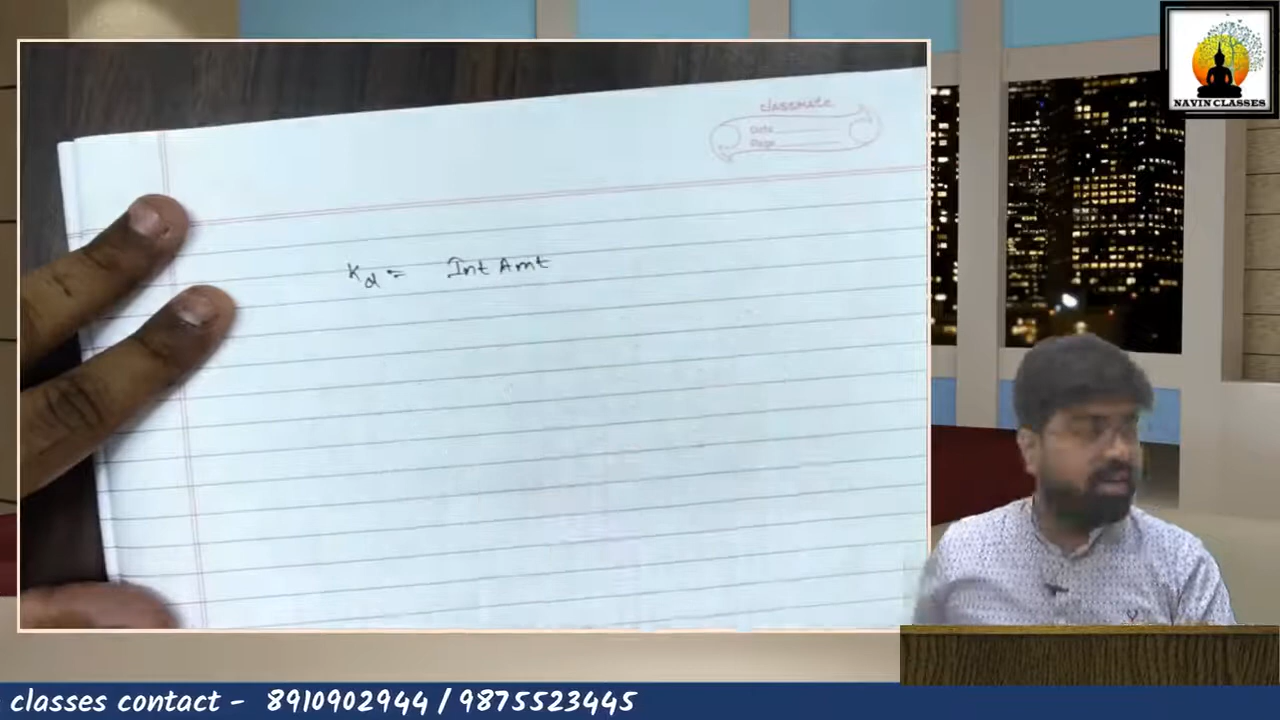 NAVIN CLASSES
classmate
Date
Page
Kd = Int Amt
classes contact - 8910902944 / 9875523445